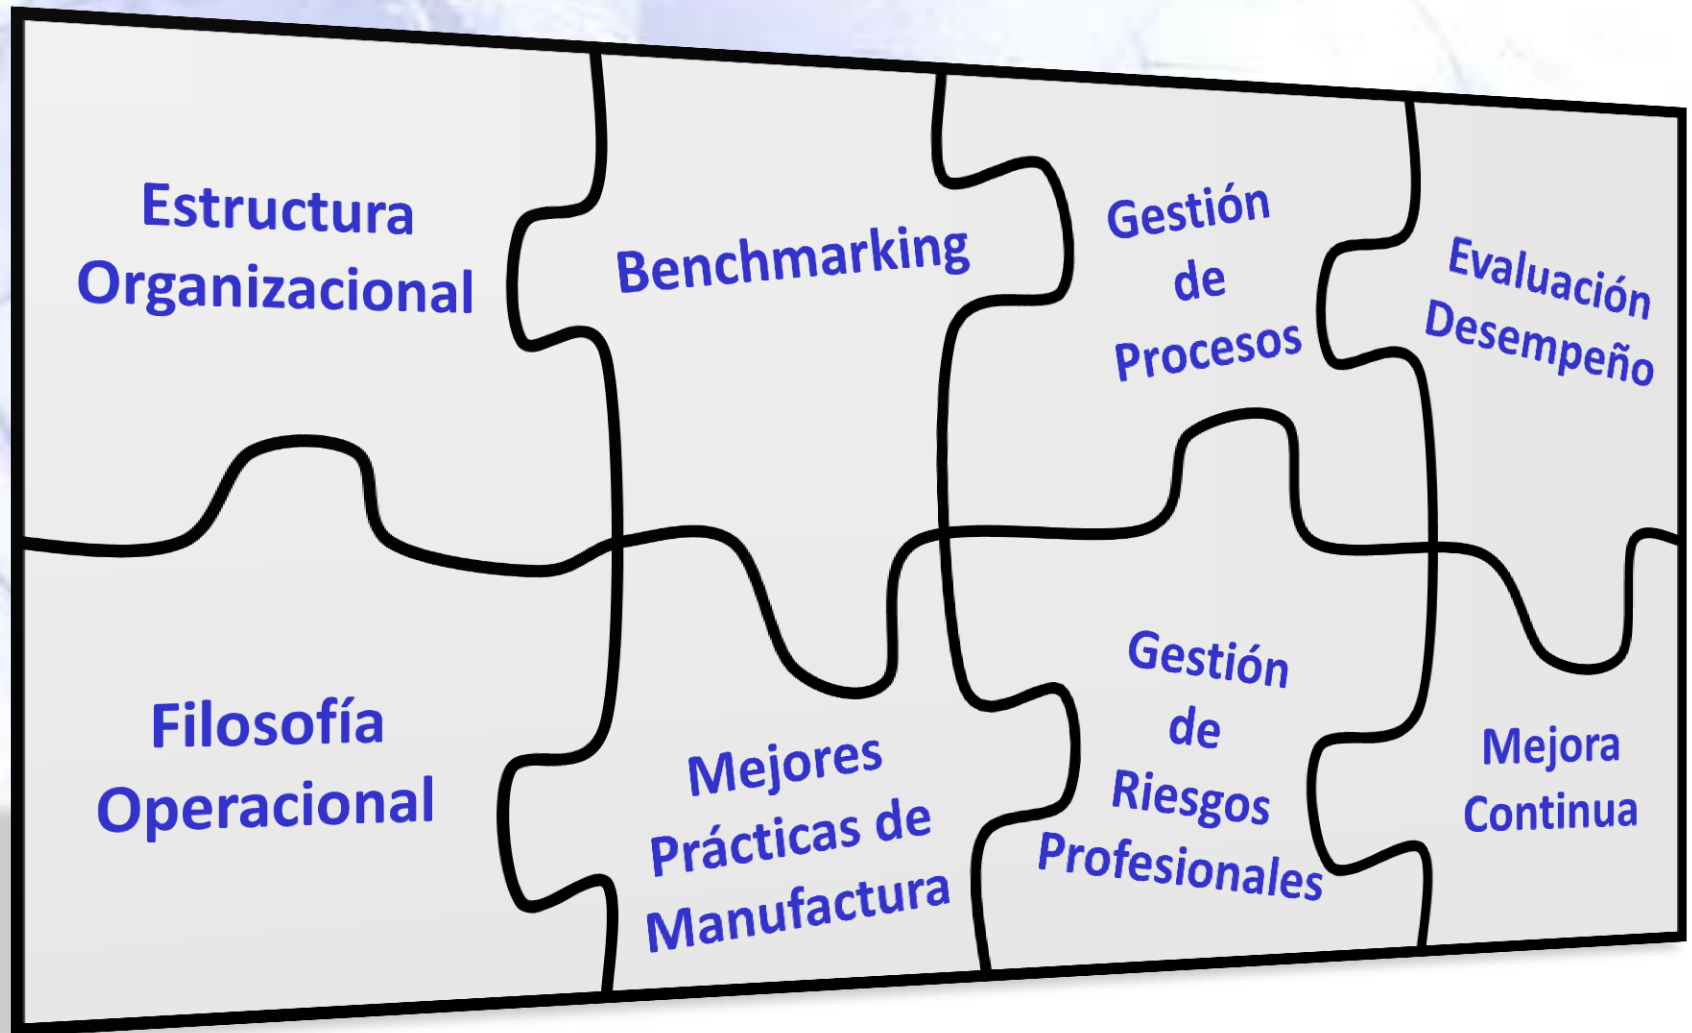 Estructura
Organizacional
Benchmarking
Gestión
de
Procesos
Evaluación
Desempeño
Filosofía
Operacional
Mejores
Prácticas de
Manufactura
Gestión
de
Riesgos
Profesionales
Mejora
Continua